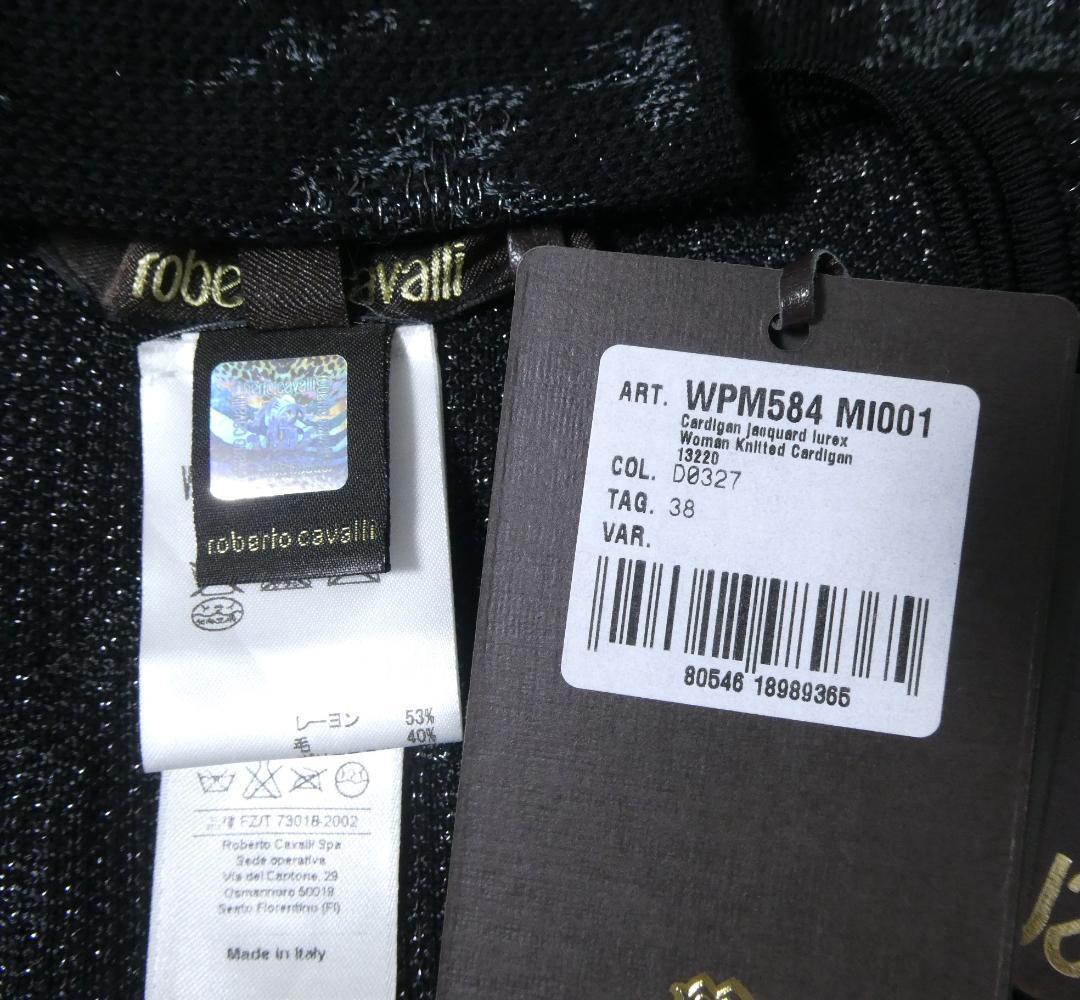 robe avalli
roberto cavalli
レーヨン 53%
毛 40%
FZ/T 73018-2002
Roberto Cavalli Spa
Sede operativa
Via del Cantone, 29
Osmannoro 50019
Sesto Fiorentino (FI)
Made in Italy
ART. WPM584 MI001
Cardigan jacquard lurex
Woman Knitted Cardigan
13220
COL. D0327
TAG. 38
VAR.
80546 18989365